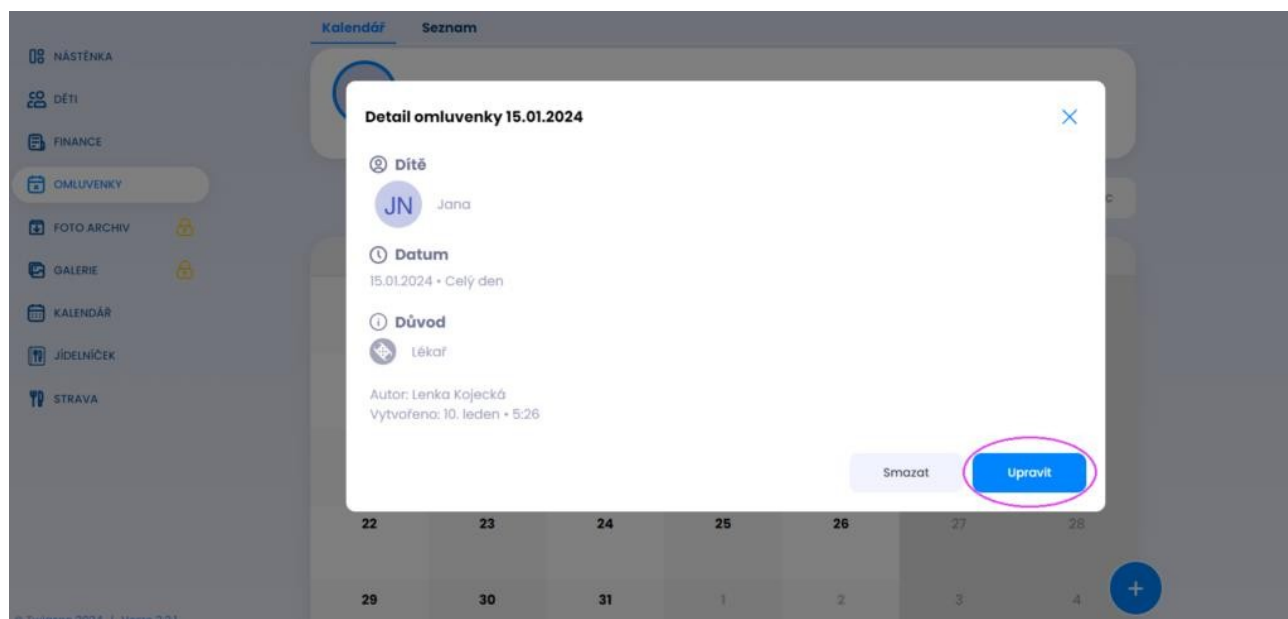 Kalendář Seznam
NÁSTĚNKA
DĚTI
FINANCE
OMLUVENKY
FOTO ARCHIV
GALERIE
KALENDÁŘ
JÍDELNÍČEK
STRAVA
Detail omluvenky 15.01.2024
Dítě
JN Jana
Datum
15.01.2024 • Celý den
Důvod
Lékař
Autor: Lenka Kojecká
Vytvořeno: 10. leden • 5:26
Smazat Upravit
22 23 24 25 26 27 28
29 30 31 1 2 3 4